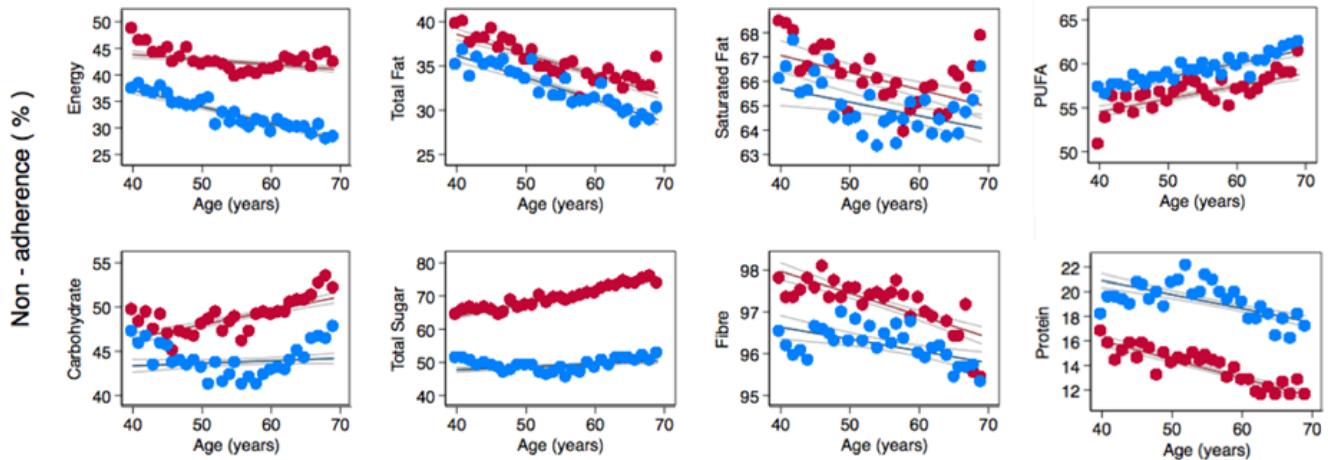 Non - adherence ( % )
Energy
50
45
40
35
30
25
40 50 60 70
Age (years)
Total Fat
40
35
30
25
40 50 60 70
Age (years)
Saturated Fat
68
67
66
65
64
63
40 50 60 70
Age (years)
PUFA
65
60
55
50
40 50 60 70
Age (years)
Carbohydrate
55
50
45
40
40 50 60 70
Age (years)
Total Sugar
80
70
60
50
40
40 50 60 70
Age (years)
Fibre
98
97
96
95
40 50 60 70
Age (years)
Protein
22
20
18
16
14
12
40 50 60 70
Age (years)